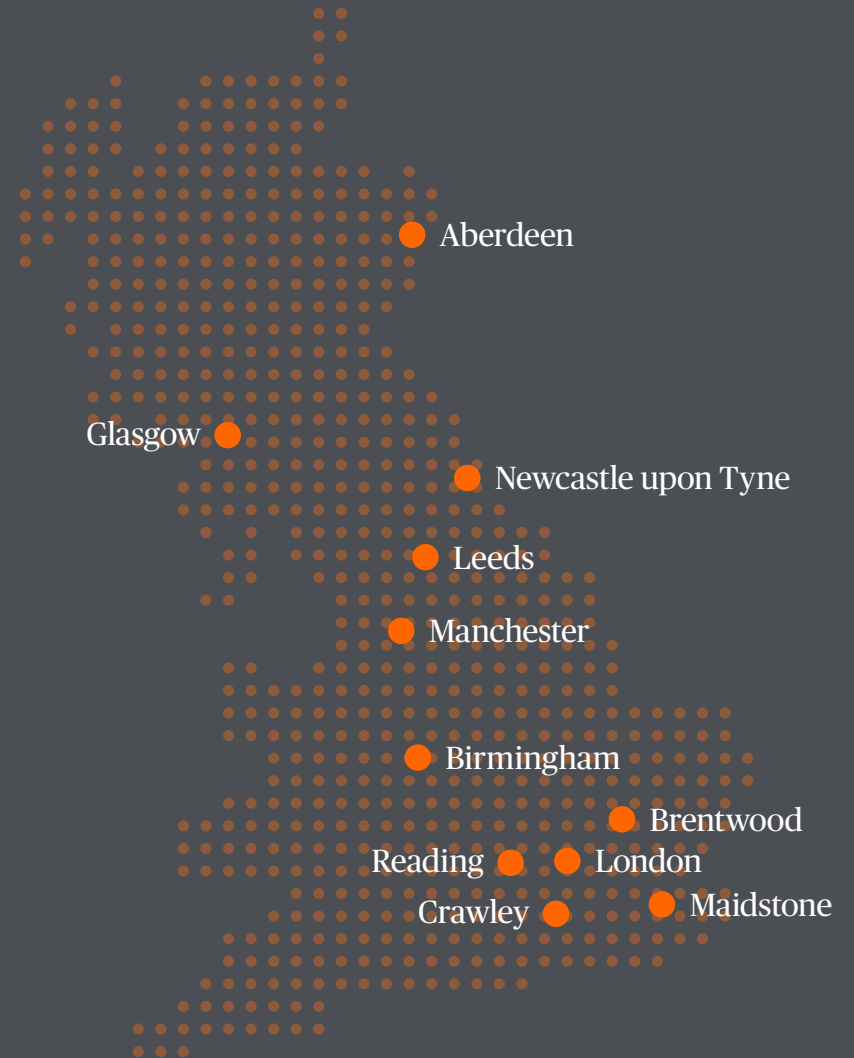 Aberdeen
Glasgow
Newcastle upon Tyne
Leeds
Manchester
Birmingham
Brentwood
Reading
London
Maidstone
Crawley